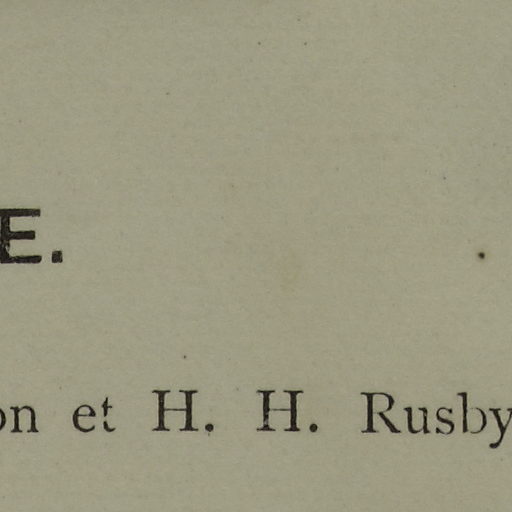 E.
on et H. H. Rusby